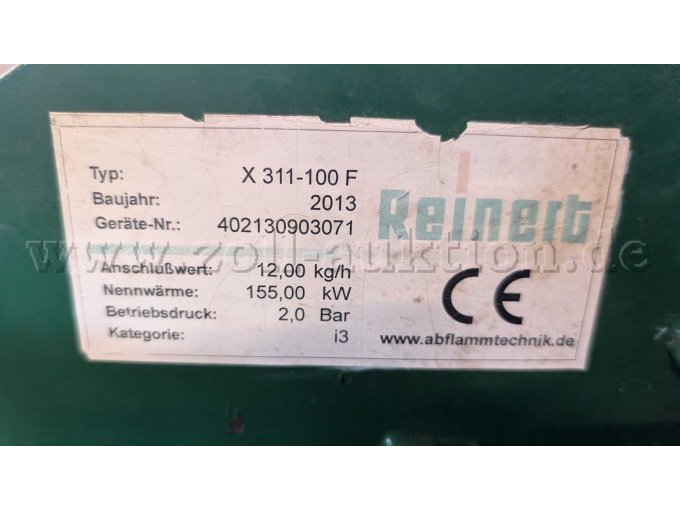 Typ: X 311-100 F
Baujahr: 2013
Geräte-Nr.: 402130903071
Reinert
www.zoll-auktion.de
Anschlußwert: 12,00 kg/h
Nennwärme: 155,00 kW
Betriebsdruck: 2,0 Bar
Kategorie: i3
CE
www.abflammtechnik.de